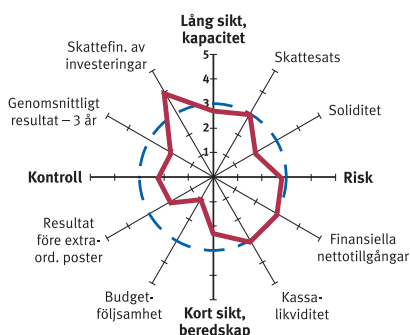 Lång sikt,
kapacitet
Skattefin. av
investeringar
Skattesats
Genomsnittligt
resultat – 3 år
Soliditet
5
4
3
2
1
Kontroll
Risk
Resultat
före extra-
ord. poster
Finansiella
nettotillgångar
Budget-
följsamhet
Kassa-
likviditet
Kort sikt,
beredskap